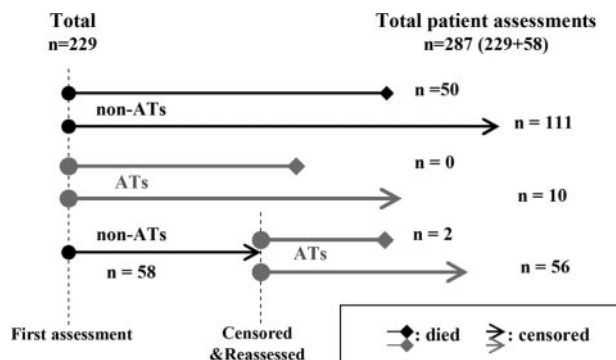 Total
n=229
Total patient assessments
n=287 (229+58)
n =50
non-ATs
n = 111
n = 0
ATs
n = 10
non-ATs
n = 2
ATs
n = 58
n = 56
First assessment
Censored
&Reassessed
: died
: censored